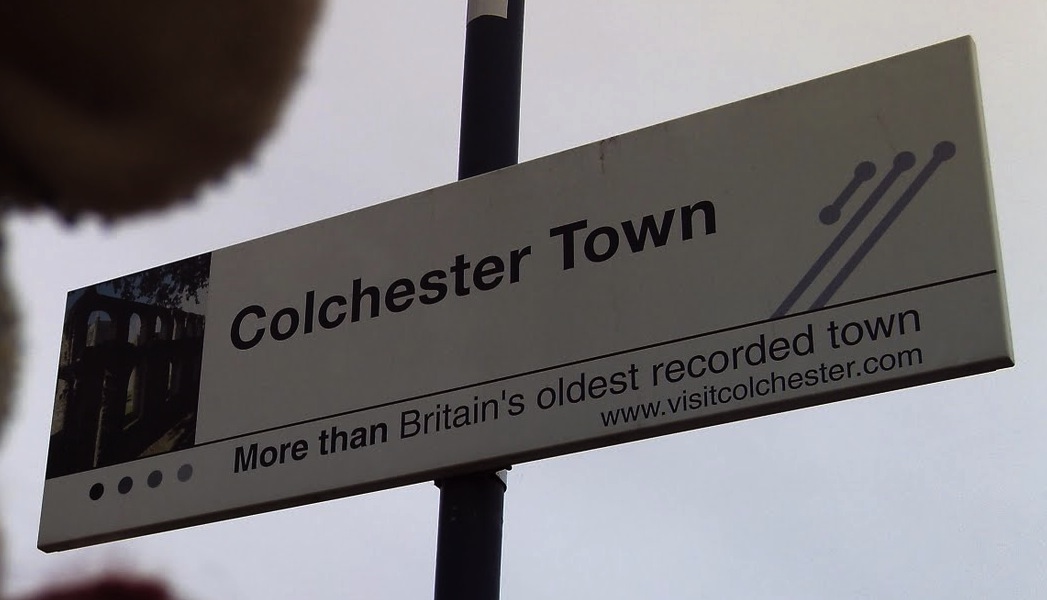 Colchester Town
More than Britain's oldest recorded town
www.visitcolchester.com